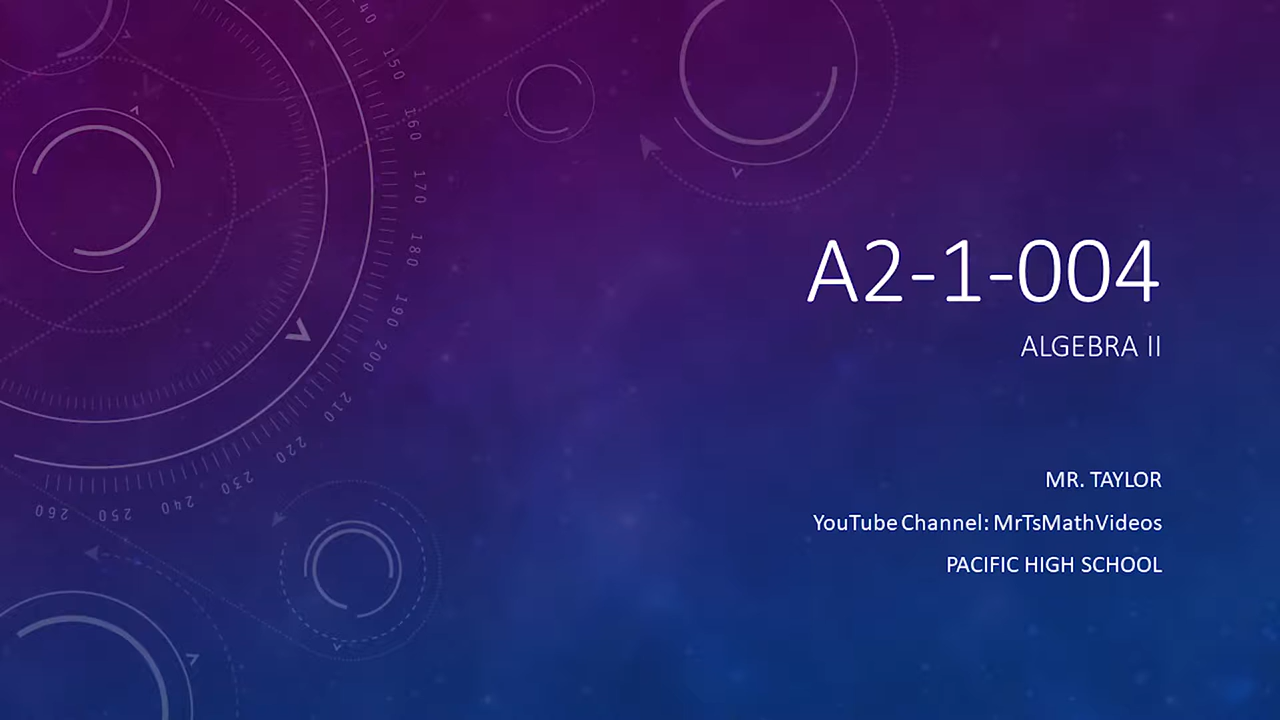 A2-1-004
ALGEBRA II
MR. TAYLOR
YouTube Channel: MrTsMathVideos
PACIFIC HIGH SCHOOL
140
150
160
170
180
190
200
210
220
230
240
250
260